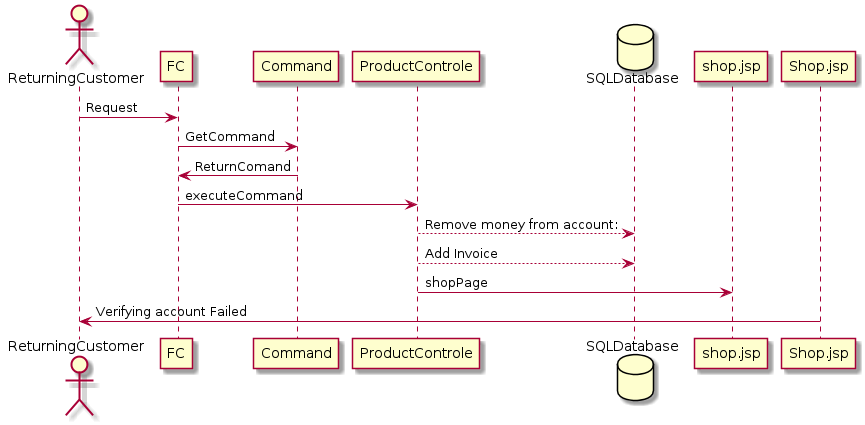 ReturningCustomer
FC
Command
ProductControle
SQLDatabase
shop.jsp
Shop.jsp
Request
GetCommand
ReturnComand
executeCommand
Remove money from account:
Add Invoice
shopPage
Verifying account Failed
ReturningCustomer
FC
Command
ProductControle
SQLDatabase
shop.jsp
Shop.jsp